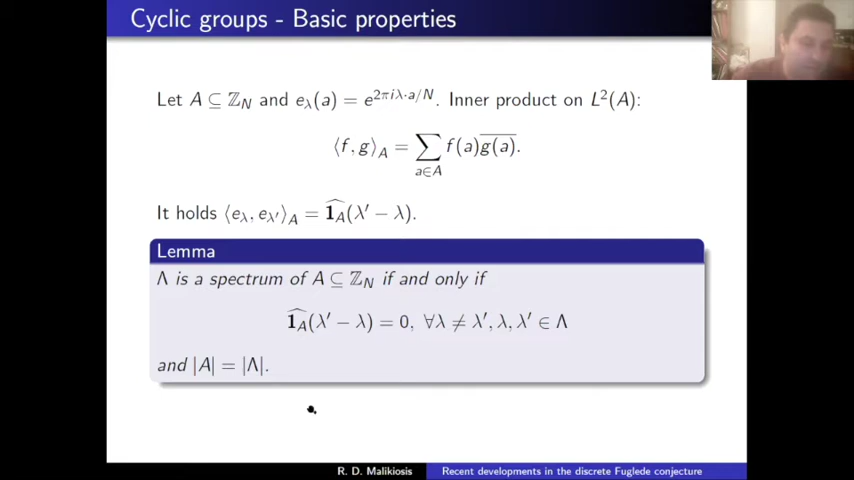 Cyclic groups - Basic properties
Let A ⊆ ℤ_N and e_λ(a) = e^{2πiλ·a/N}. Inner product on L²(A):
⟨f, g⟩_A = ∑_{a∈A} f(a)\overline{g(a)}.
It holds ⟨e_λ, e_λ′⟩_A = \widehat{1_A}(λ′ − λ).
Lemma
Λ is a spectrum of A ⊆ ℤ_N if and only if
\widehat{1_A}(λ′ − λ) = 0, ∀λ ≠ λ′, λ, λ′ ∈ Λ
and |A| = |Λ|.
R. D. Malikiosis Recent developments in the discrete Fuglede conjecture